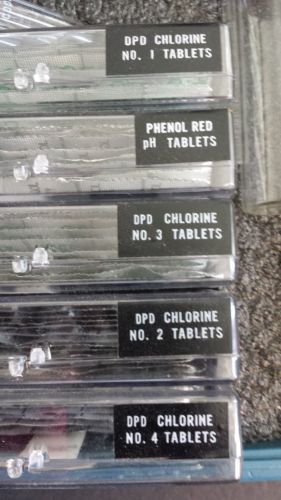 DPD CHLORINE
NO. 1 TABLETS
PHENOL RED
pH TABLETS
DPD CHLORINE
NO. 3 TABLETS
DPD CHLORINE
NO. 2 TABLETS
DPD CHLORINE
NO. 4 TABLETS